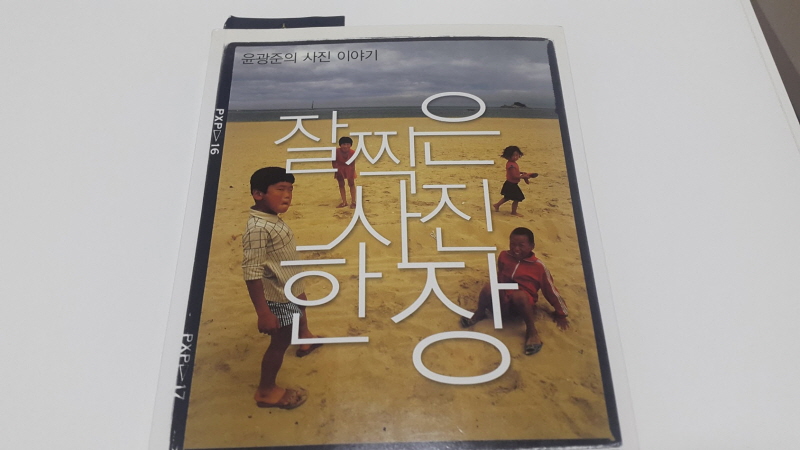 윤광준의 사진 이야기
잘 찍은
사진
한 장
PXP▷16
PXP▷17